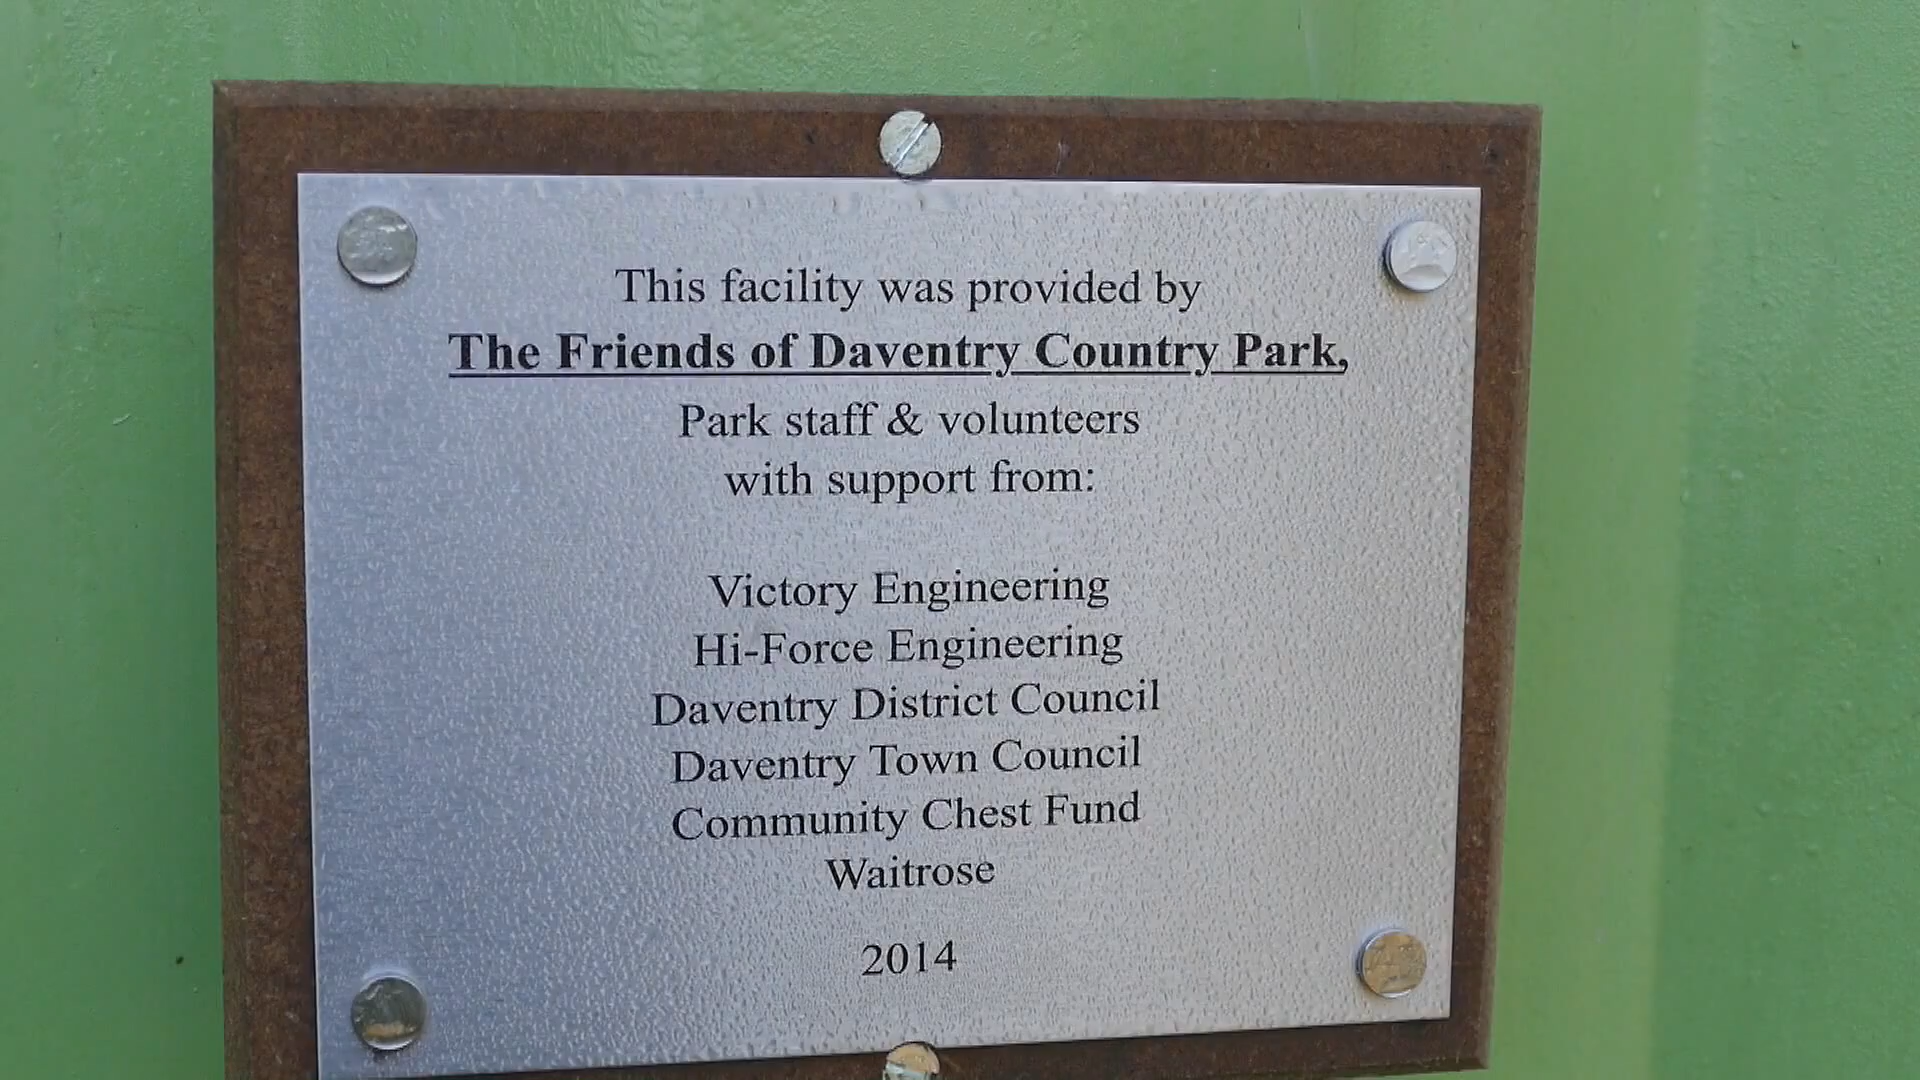 This facility was provided by
The Friends of Daventry Country Park,
Park staff & volunteers
with support from:
Victory Engineering
Hi-Force Engineering
Daventry District Council
Daventry Town Council
Community Chest Fund
Waitrose
2014